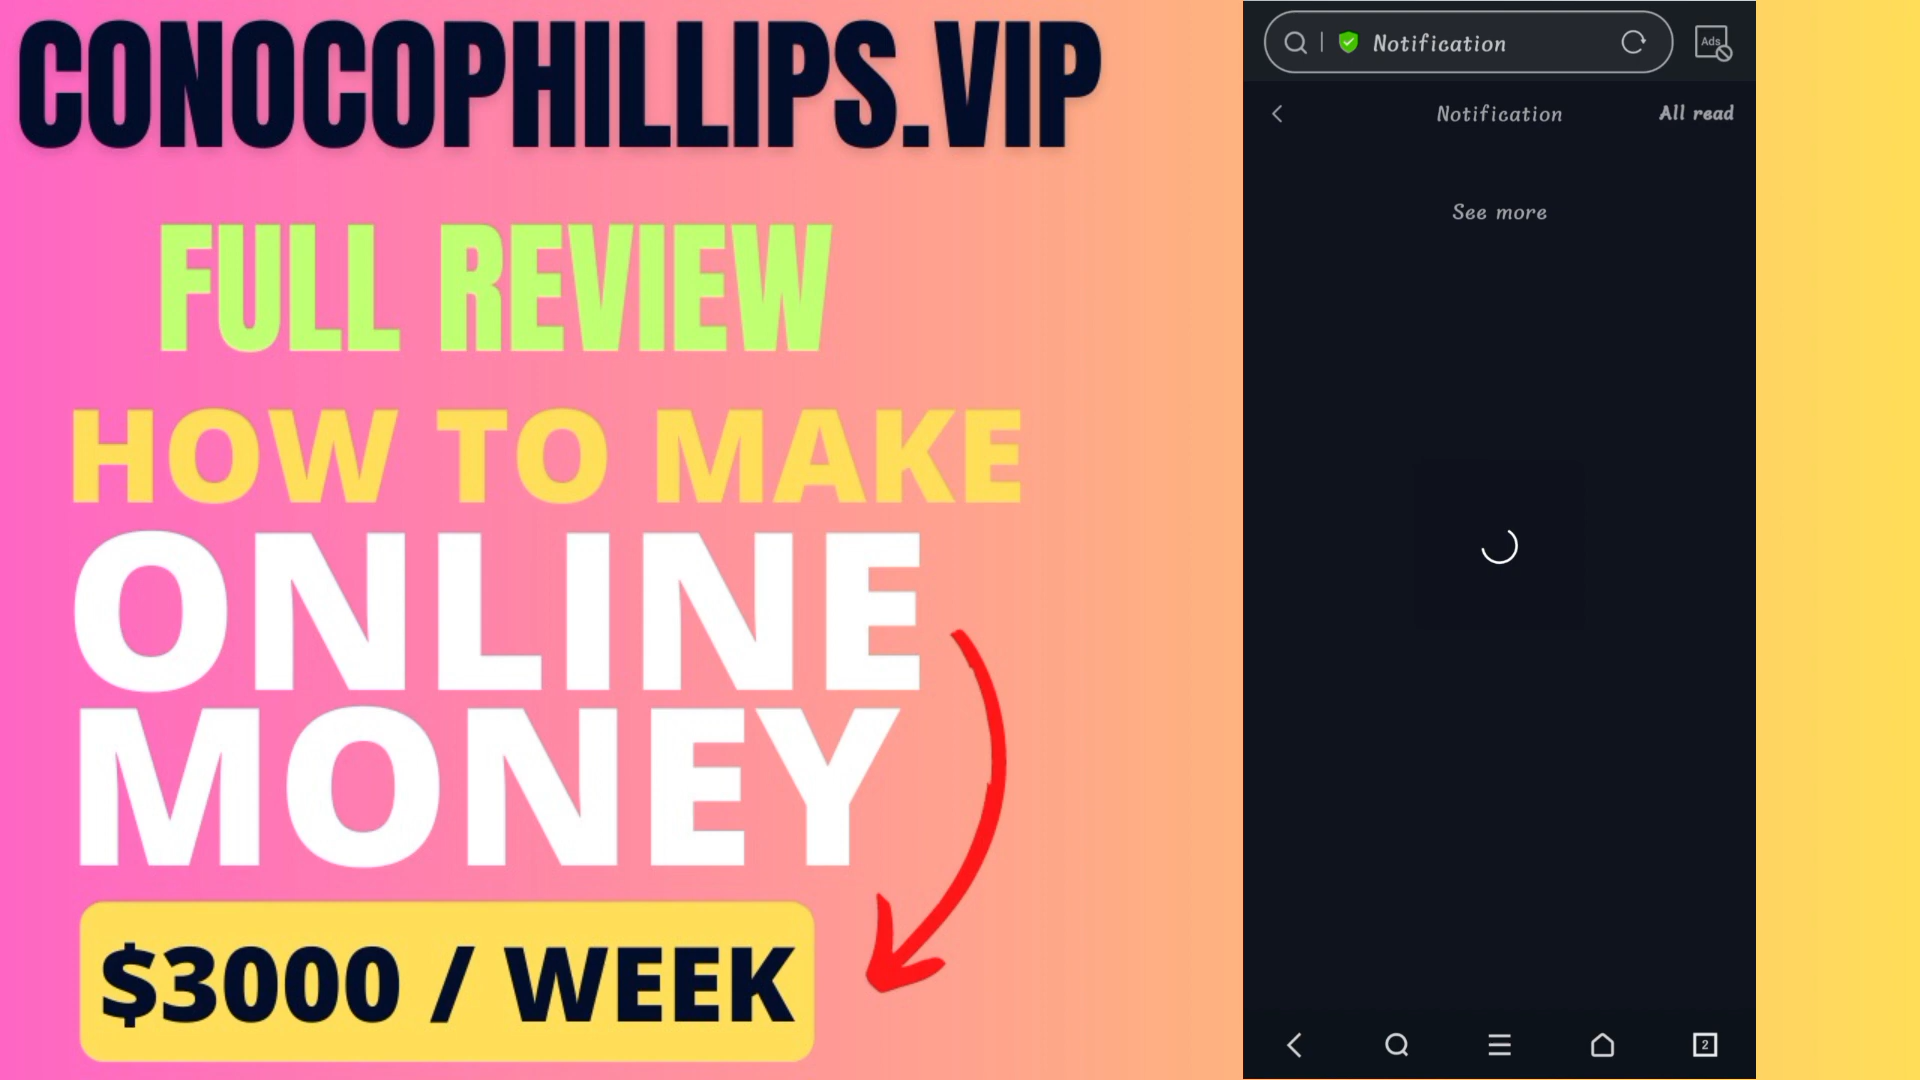 CONOCOPHILLIPS.VIP
FULL REVIEW
HOW TO MAKE
ONLINE
MONEY
$3000 / WEEK
Notification
Ads
Notification All read
See more
2